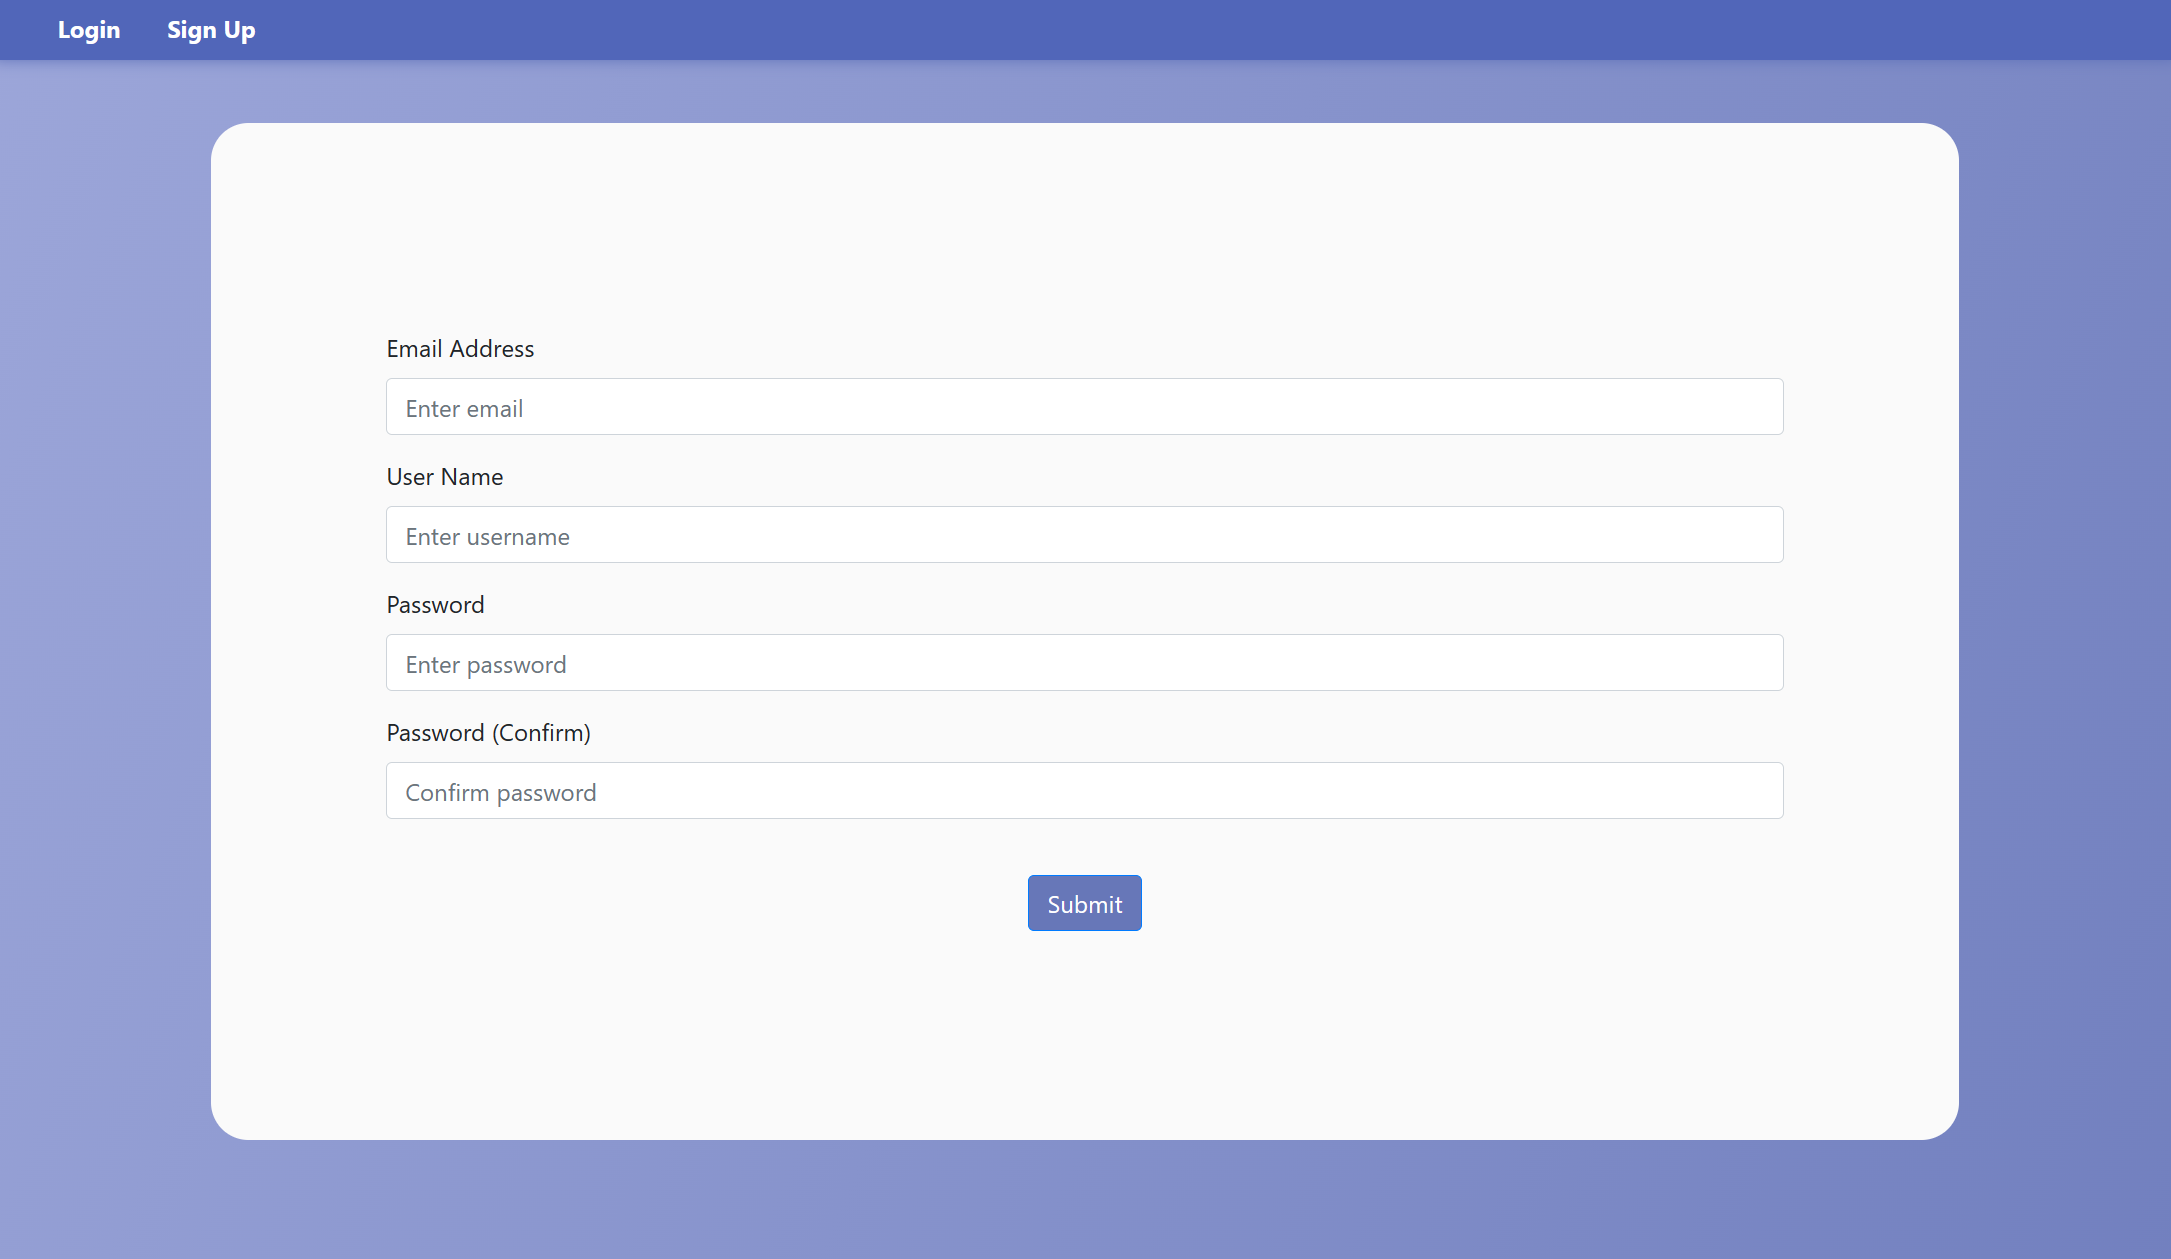 Login Sign Up
Email Address
Enter email
User Name
Enter username
Password
Enter password
Password (Confirm)
Confirm password
Submit